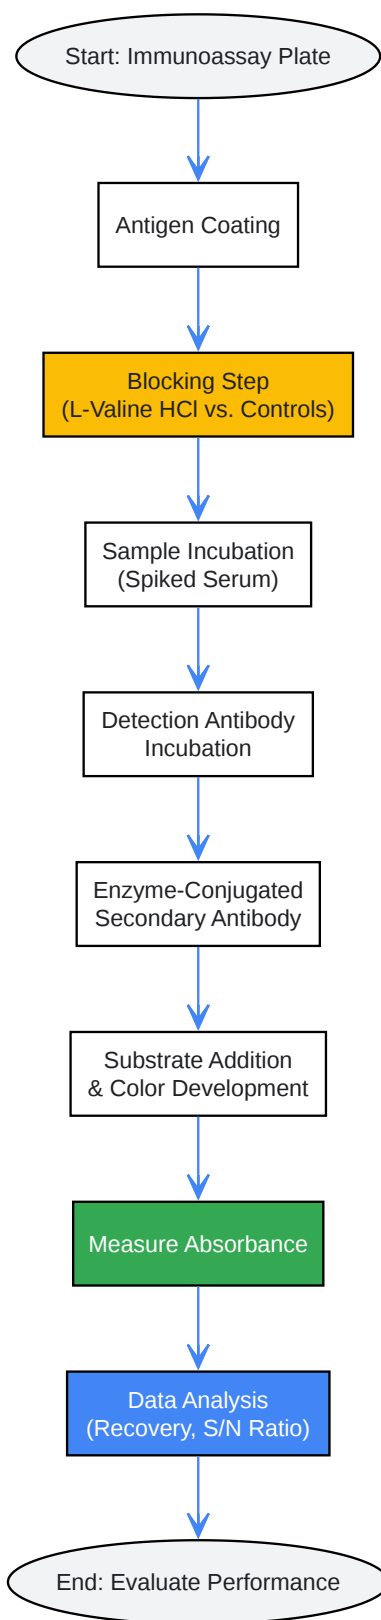 Start: Immunoassay Plate
Antigen Coating
Blocking Step
(L-Valine HCl vs. Controls)
Sample Incubation
(Spiked Serum)
Detection Antibody
Incubation
Enzyme-Conjugated
Secondary Antibody
Substrate Addition
& Color Development
Measure Absorbance
Data Analysis
(Recovery, S/N Ratio)
End: Evaluate Performance